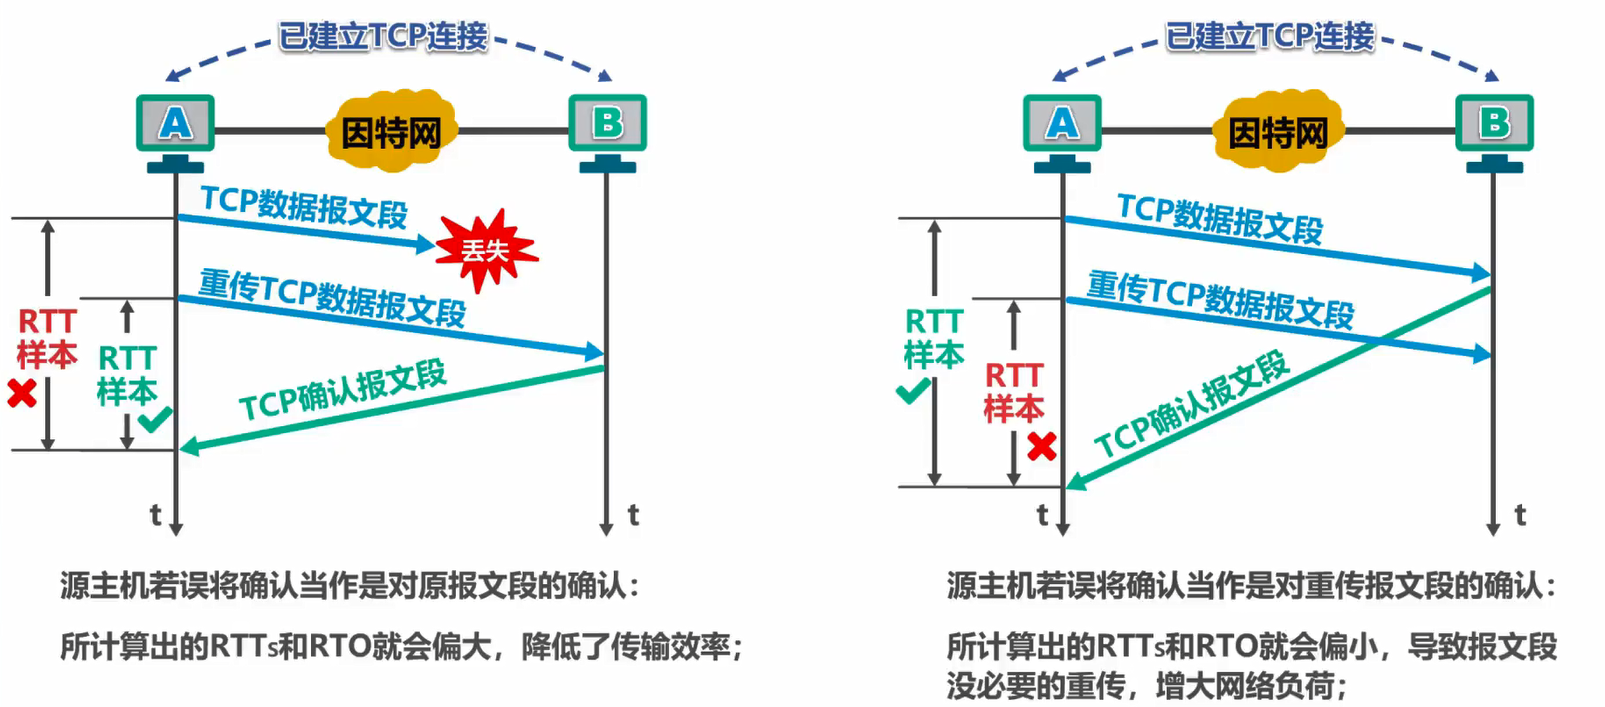 已建立TCP连接
A
因特网
B
TCP数据报文段
丢失
重传TCP数据报文段
RTT
样本
RTT
样本
TCP确认报文段
t
t
源主机若误将确认当作是对原报文段的确认：
所计算出的RTTs和RTO就会偏大，降低了传输效率；
已建立TCP连接
A
因特网
B
TCP数据报文段
重传TCP数据报文段
RTT
样本
RTT
样本
TCP确认报文段
t
t
源主机若误将确认当作是对重传报文段的确认：
所计算出的RTTs和RTO就会偏小，导致报文段
没必要的重传，增大网络负荷；